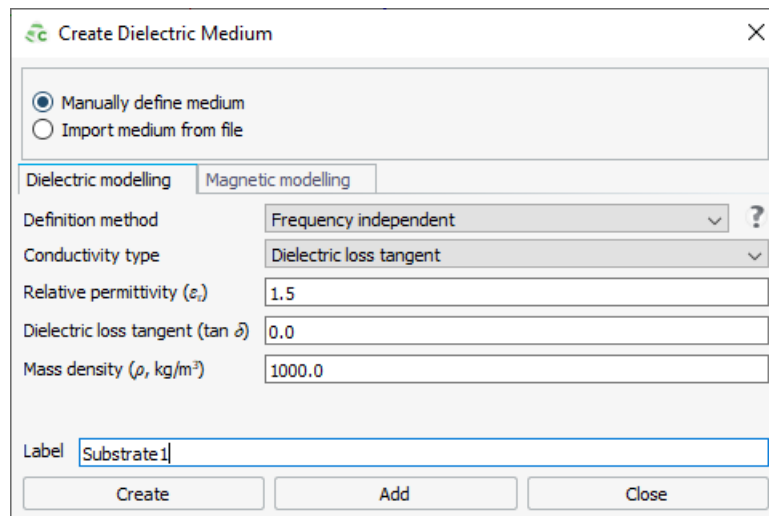 Create Dielectric Medium
Manually define medium
Import medium from file
Dielectric modelling Magnetic modelling
Definition method Frequency independent ?
Conductivity type Dielectric loss tangent
Relative permittivity (εᵣ) 1.5
Dielectric loss tangent (tan δ) 0.0
Mass density (ρ, kg/m³) 1000.0
Label Substrate1
Create Add Close